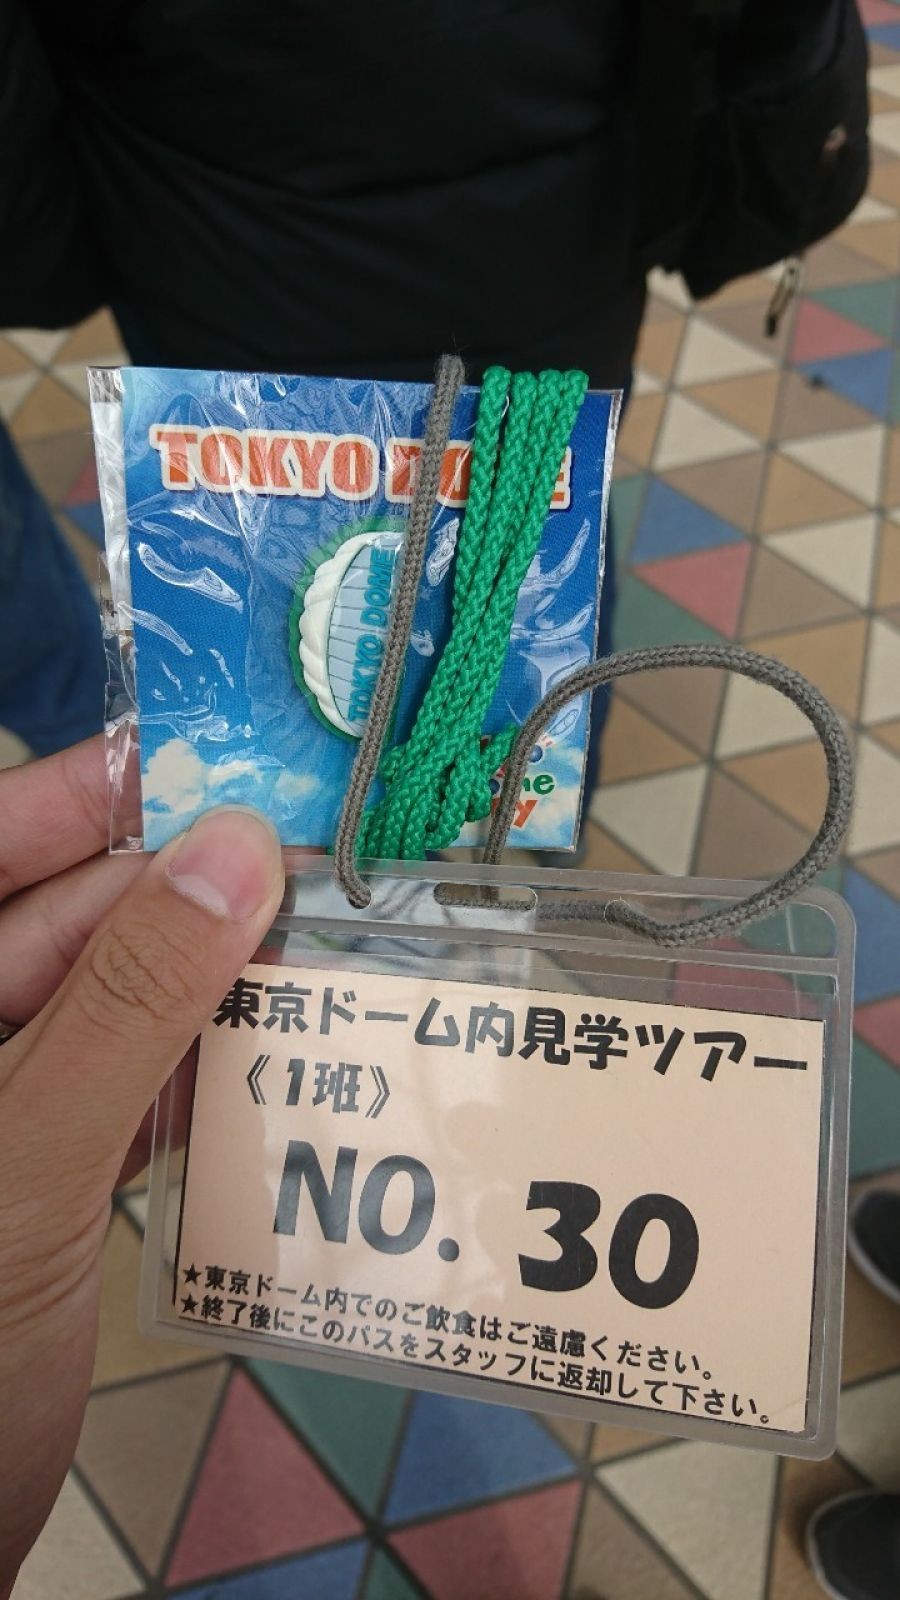 TOKYO DOME
TOKYO DOME
東京ドーム内見学ツアー
《1班》
NO. 30
★東京ドーム内でのご飲食はご遠慮ください。
★終了後にこのパスをスタッフに返却して下さい。